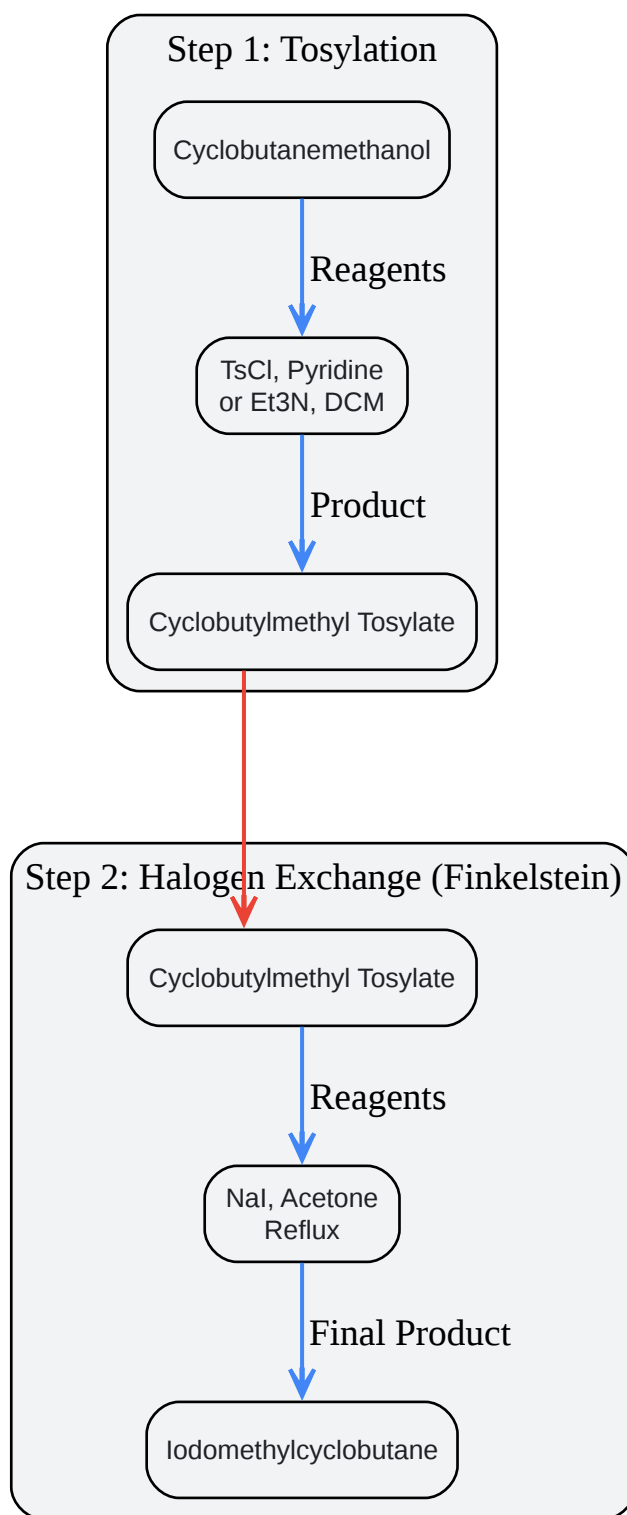 Step 1: Tosylation
Cyclobutanemethanol
Reagents
TsCl, Pyridine
or Et3N, DCM
Product
Cyclobutylmethyl Tosylate
Step 2: Halogen Exchange (Finkelstein)
Cyclobutylmethyl Tosylate
Reagents
NaI, Acetone
Reflux
Final Product
Iodomethylcyclobutane